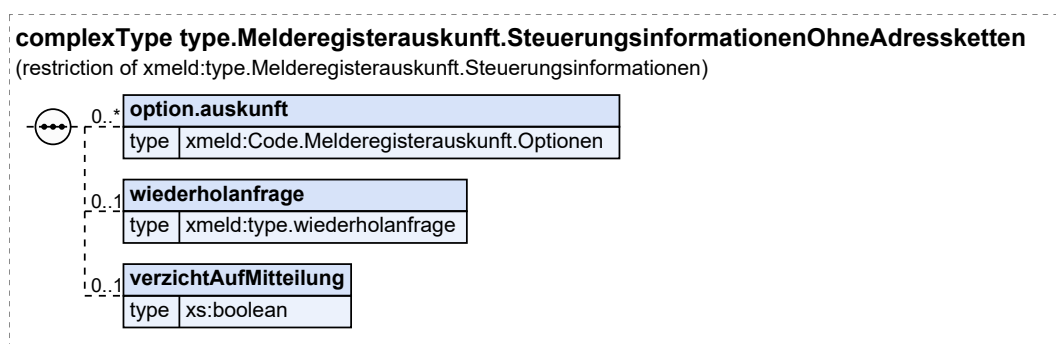 complexType type.Melderegisterauskunft.SteuerungsinformationenOhneAdressketten
(restriction of xmeld:type.Melderegisterauskunft.Steuerungsinformationen)
0..* option.auskunft
type xmeld:Code.Melderegisterauskunft.Optionen
0..1 wiederholanfrage
type xmeld:type.wiederholanfrage
0..1 verzichtAufMitteilung
type xs:boolean